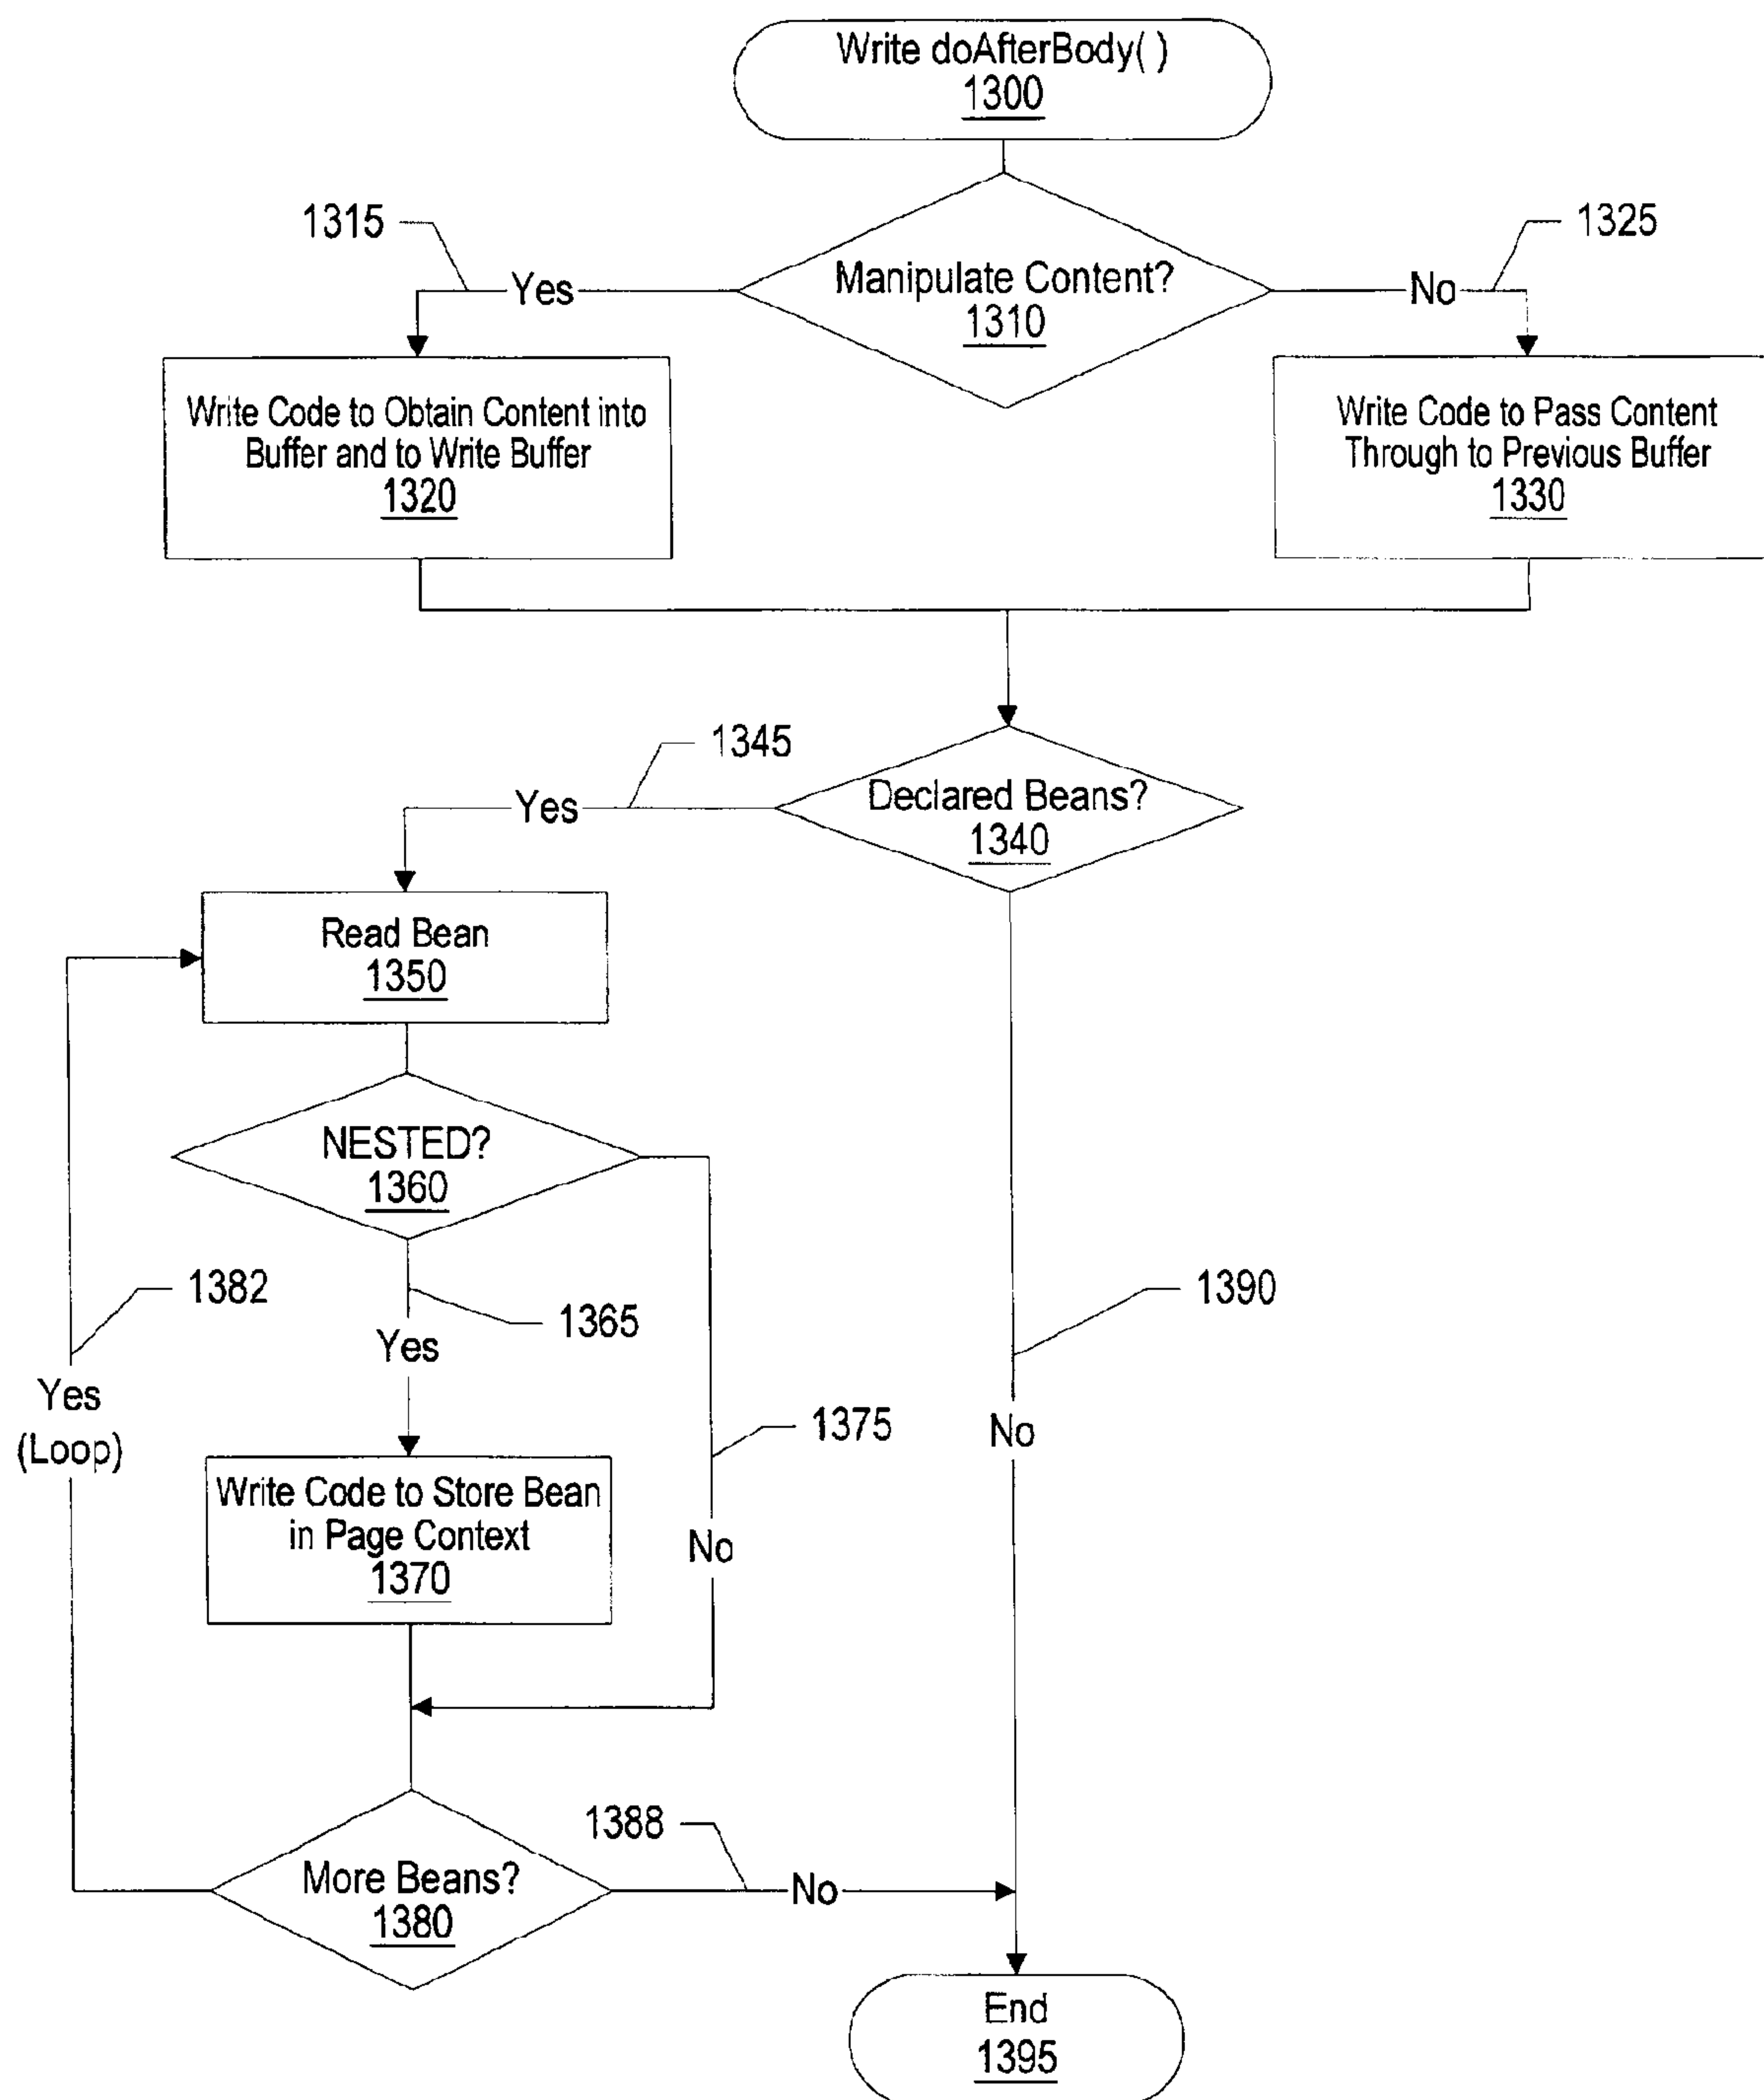 Write doAfterBody( )
1300
1315
1325
Yes
Manipulate Content?
1310
No
Write Code to Obtain Content into
Buffer and to Write Buffer
1320
Write Code to Pass Content
Through to Previous Buffer
1330
1345
Yes
Declared Beans?
1340
Read Bean
1350
NESTED?
1360
1382
1365
1390
Yes
Yes
(Loop)
1375
No
Write Code to Store Bean
in Page Context
1370
No
1388
More Beans?
1380
No
End
1395